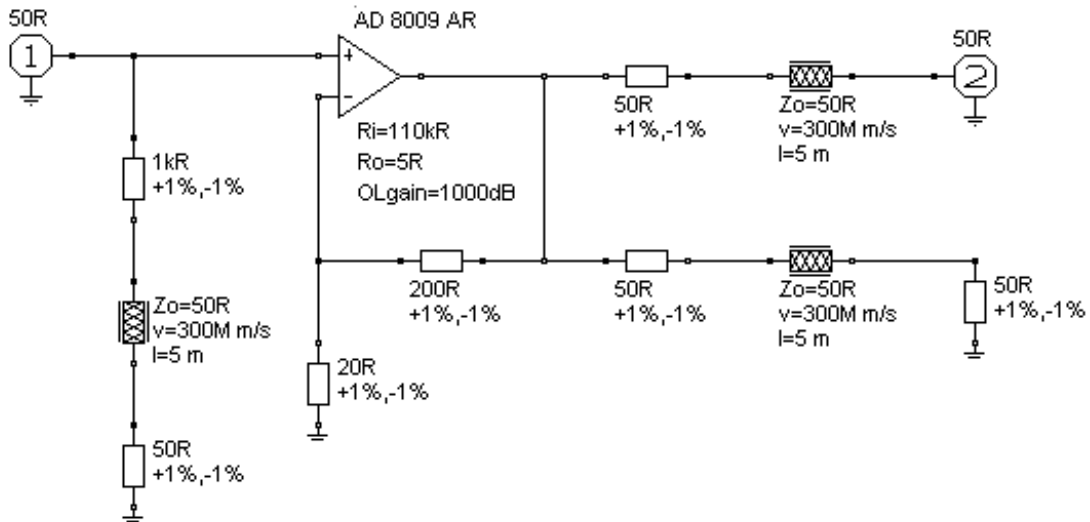 50R
1
AD 8009 AR
+
-
Ri=110kR
Ro=5R
OLgain=1000dB
50R
+1%,-1%
Zo=50R
v=300M m/s
l=5 m
50R
2
1kR
+1%,-1%
Zo=50R
v=300M m/s
l=5 m
50R
+1%,-1%
200R
+1%,-1%
20R
+1%,-1%
50R
+1%,-1%
Zo=50R
v=300M m/s
l=5 m
50R
+1%,-1%